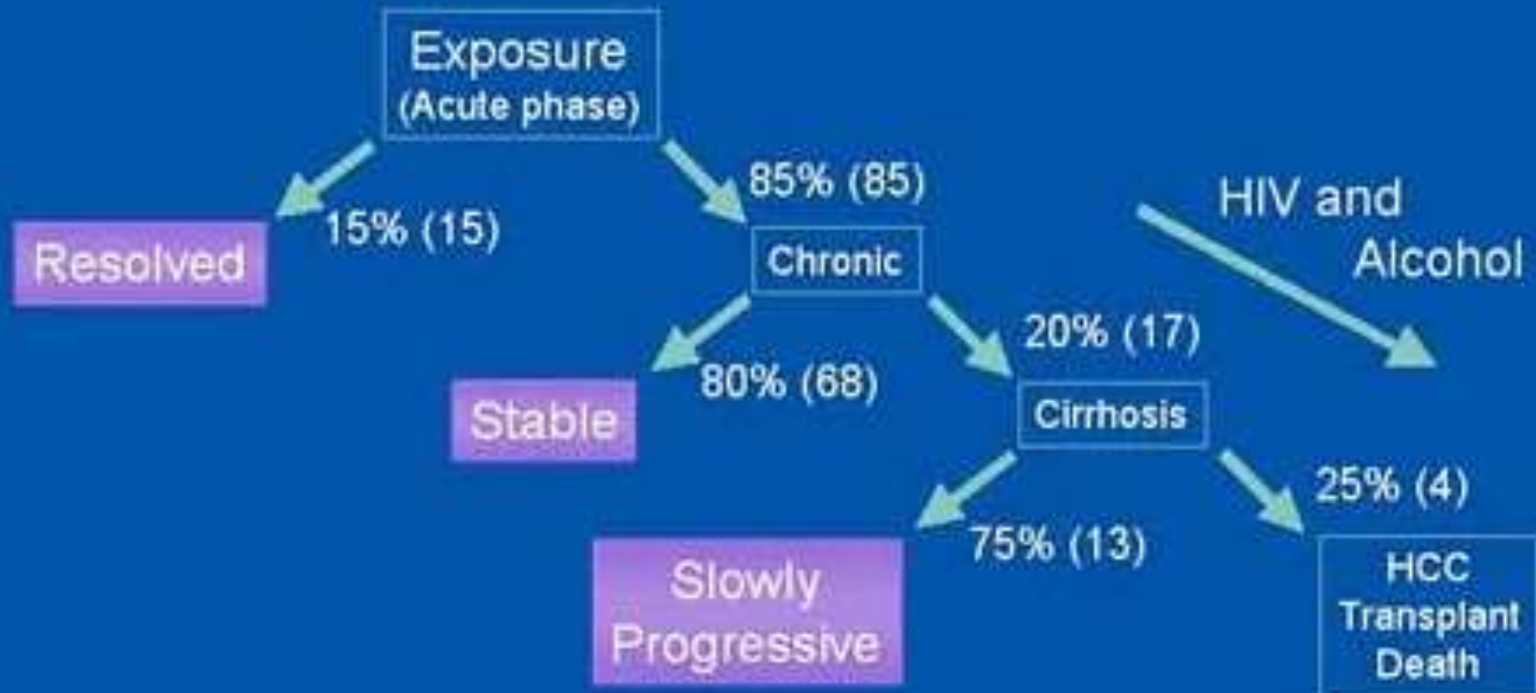 Exposure
(Acute phase)
85% (85)
HIV and
Alcohol
15% (15)
Resolved
Chronic
20% (17)
80% (68)
Stable
Cirrhosis
25% (4)
75% (13)
Slowly
Progressive
HCC
Transplant
Death